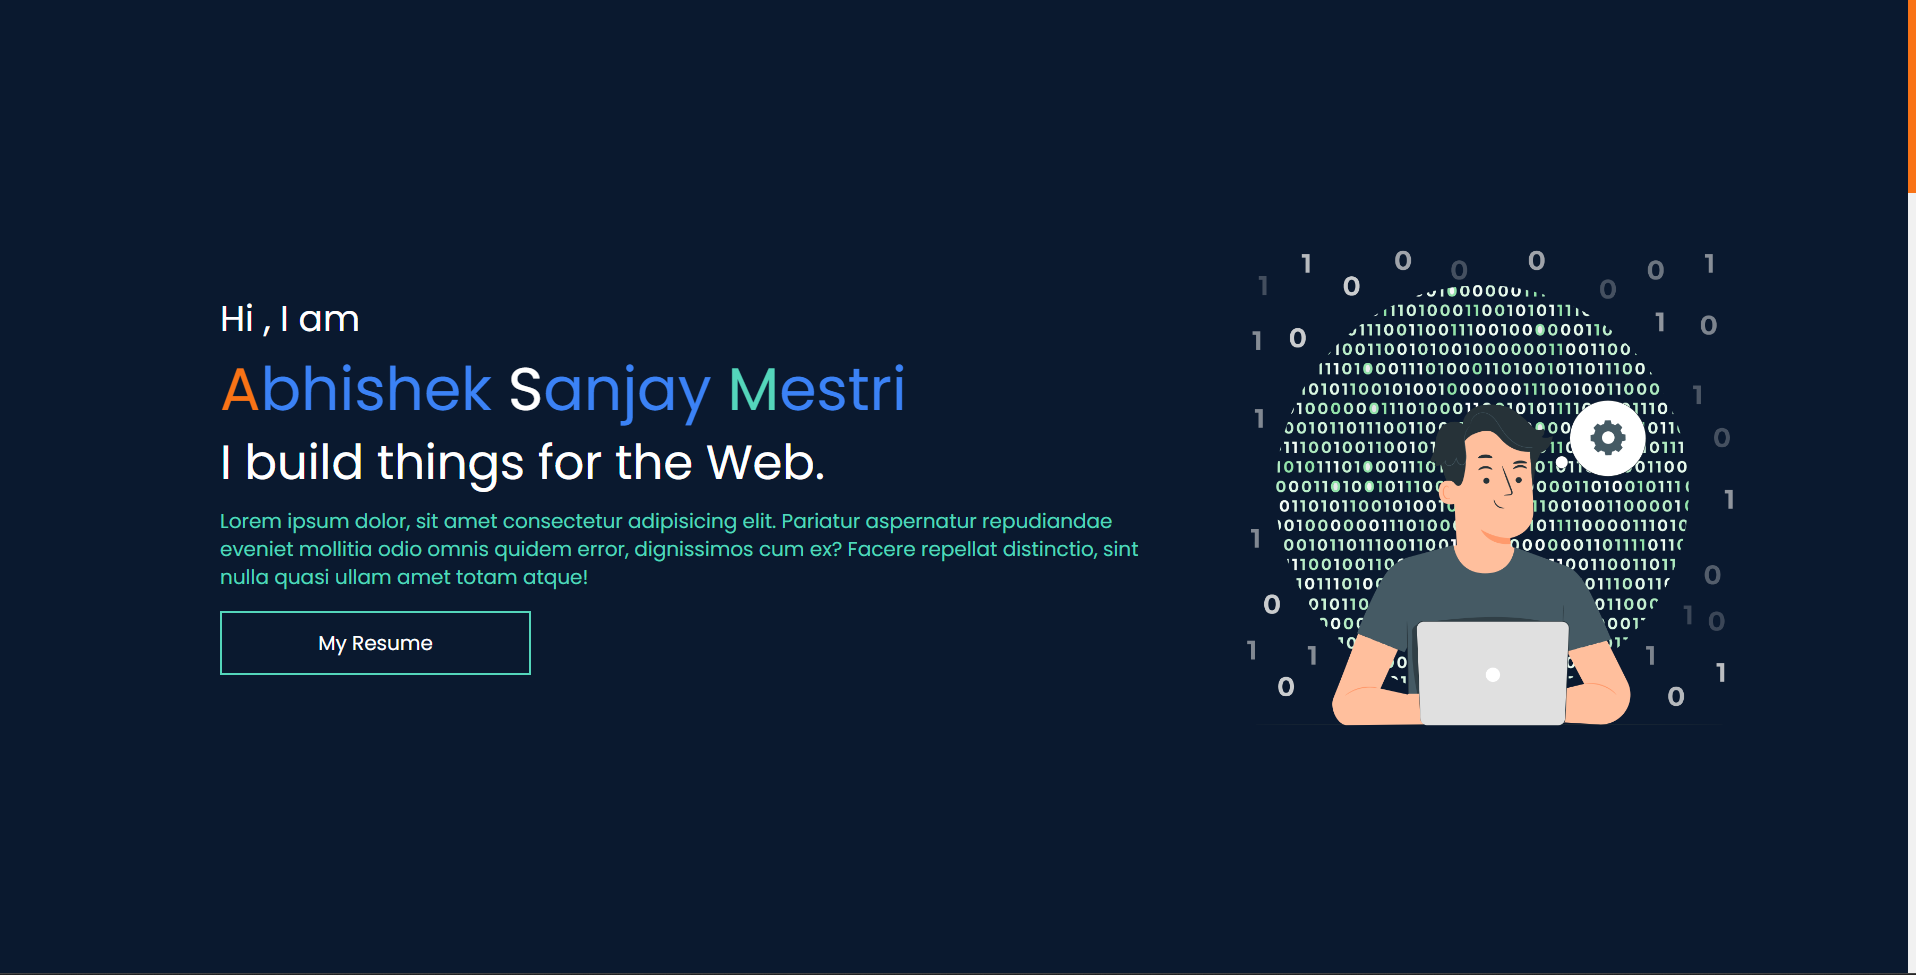 Hi , I am
Abhishek Sanjay Mestri
I build things for the Web.
Lorem ipsum dolor, sit amet consectetur adipisicing elit. Pariatur aspernatur repudiandae
eveniet mollitia odio omnis quidem error, dignissimos cum ex? Facere repellat distinctio, sint
nulla quasi ullam amet totam atque!
My Resume